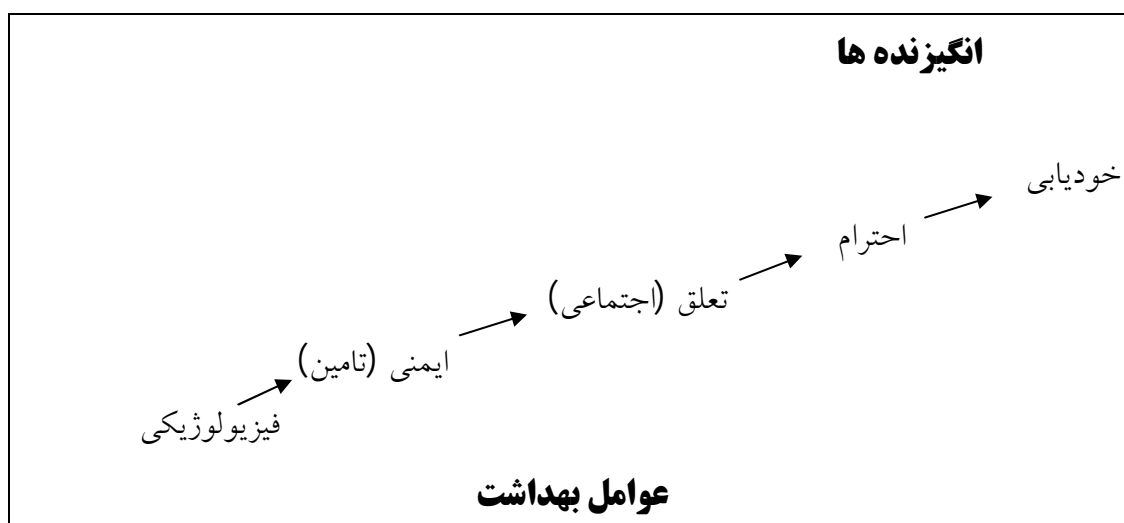 انگیزنده ها
خودیابی
احترام
تعلق (اجتماعی)
ایمنی (تامین)
فیزیولوژیکی
عوامل بهداشت